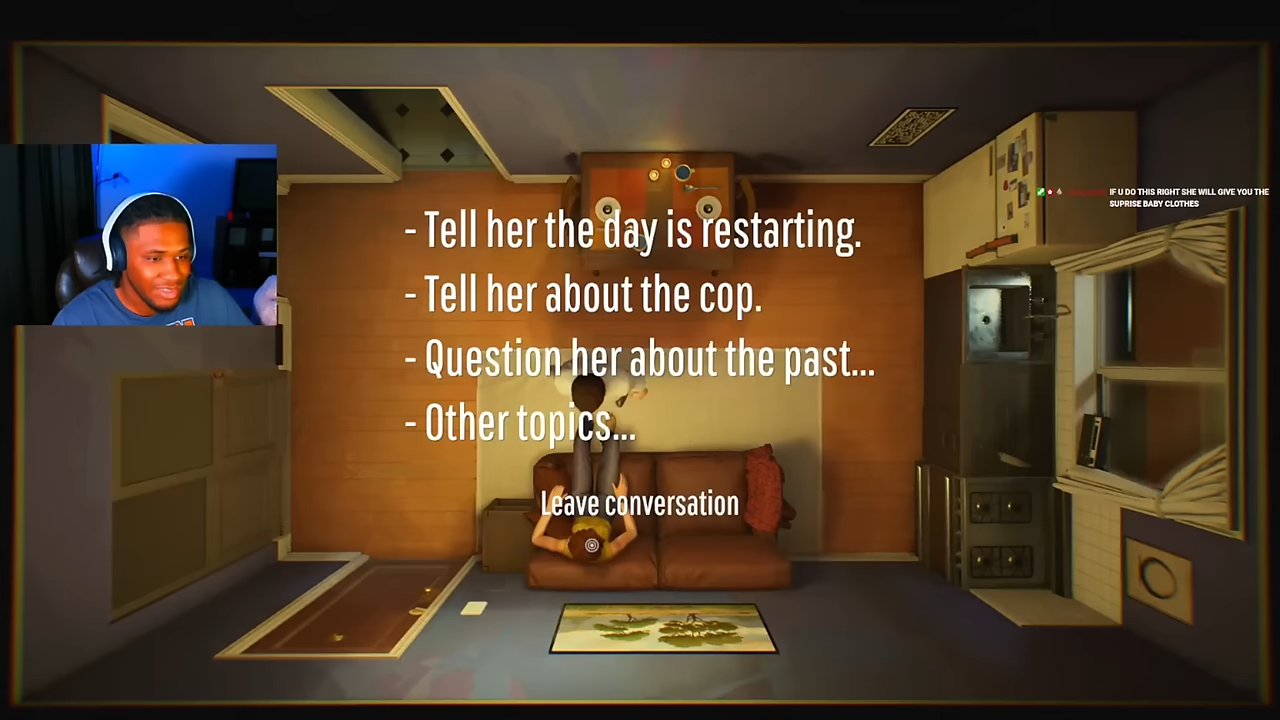 IF U DO THIS RIGHT SHE WILL GIVE YOU THE
SUPRISE BABY CLOTHES
- Tell her the day is restarting.
- Tell her about the cop.
- Question her about the past...
- Other topics...
Leave conversation